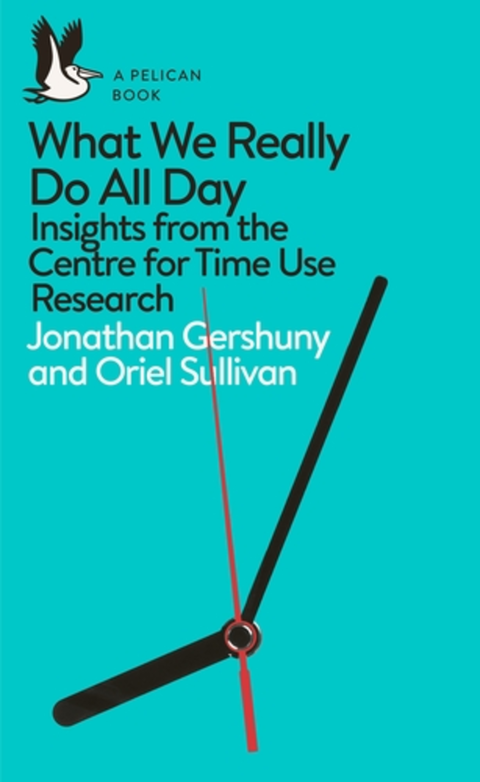 A PELICAN
BOOK
What We Really
Do All Day
Insights from the
Centre for Time Use
Research
Jonathan Gershuny
and Oriel Sullivan